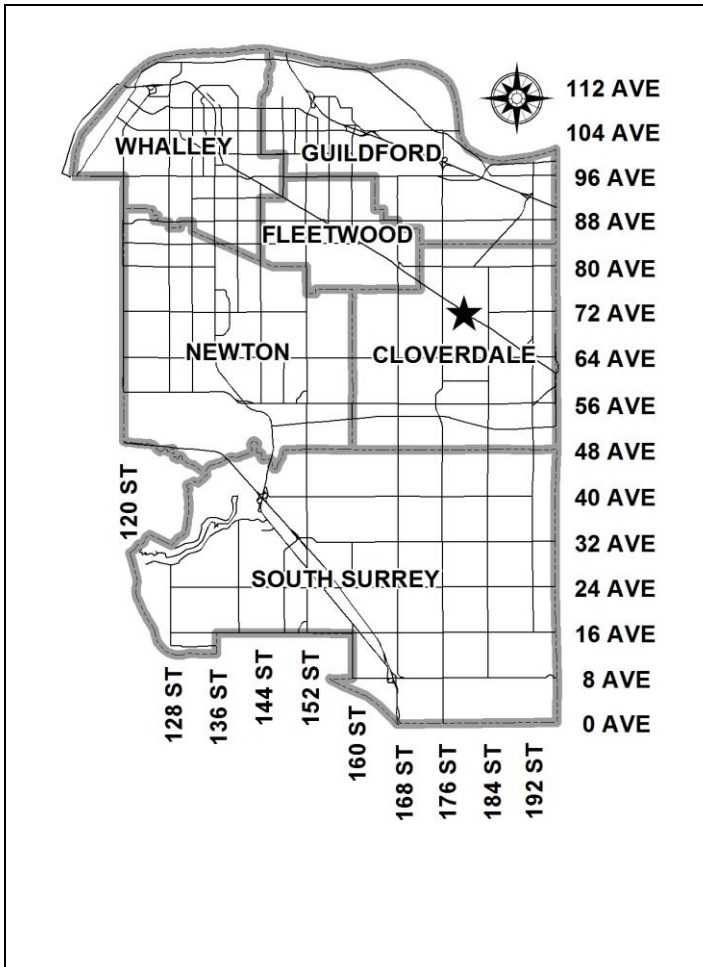 112 AVE
104 AVE
WHALLEY
GUILDFORD
96 AVE
88 AVE
FLEETWOOD
80 AVE
72 AVE
NEWTON
CLOVERDALE
64 AVE
56 AVE
48 AVE
120 ST
40 AVE
32 AVE
SOUTH SURREY
24 AVE
16 AVE
8 AVE
0 AVE
128 ST
136 ST
144 ST
152 ST
160 ST
168 ST
176 ST
184 ST
192 ST